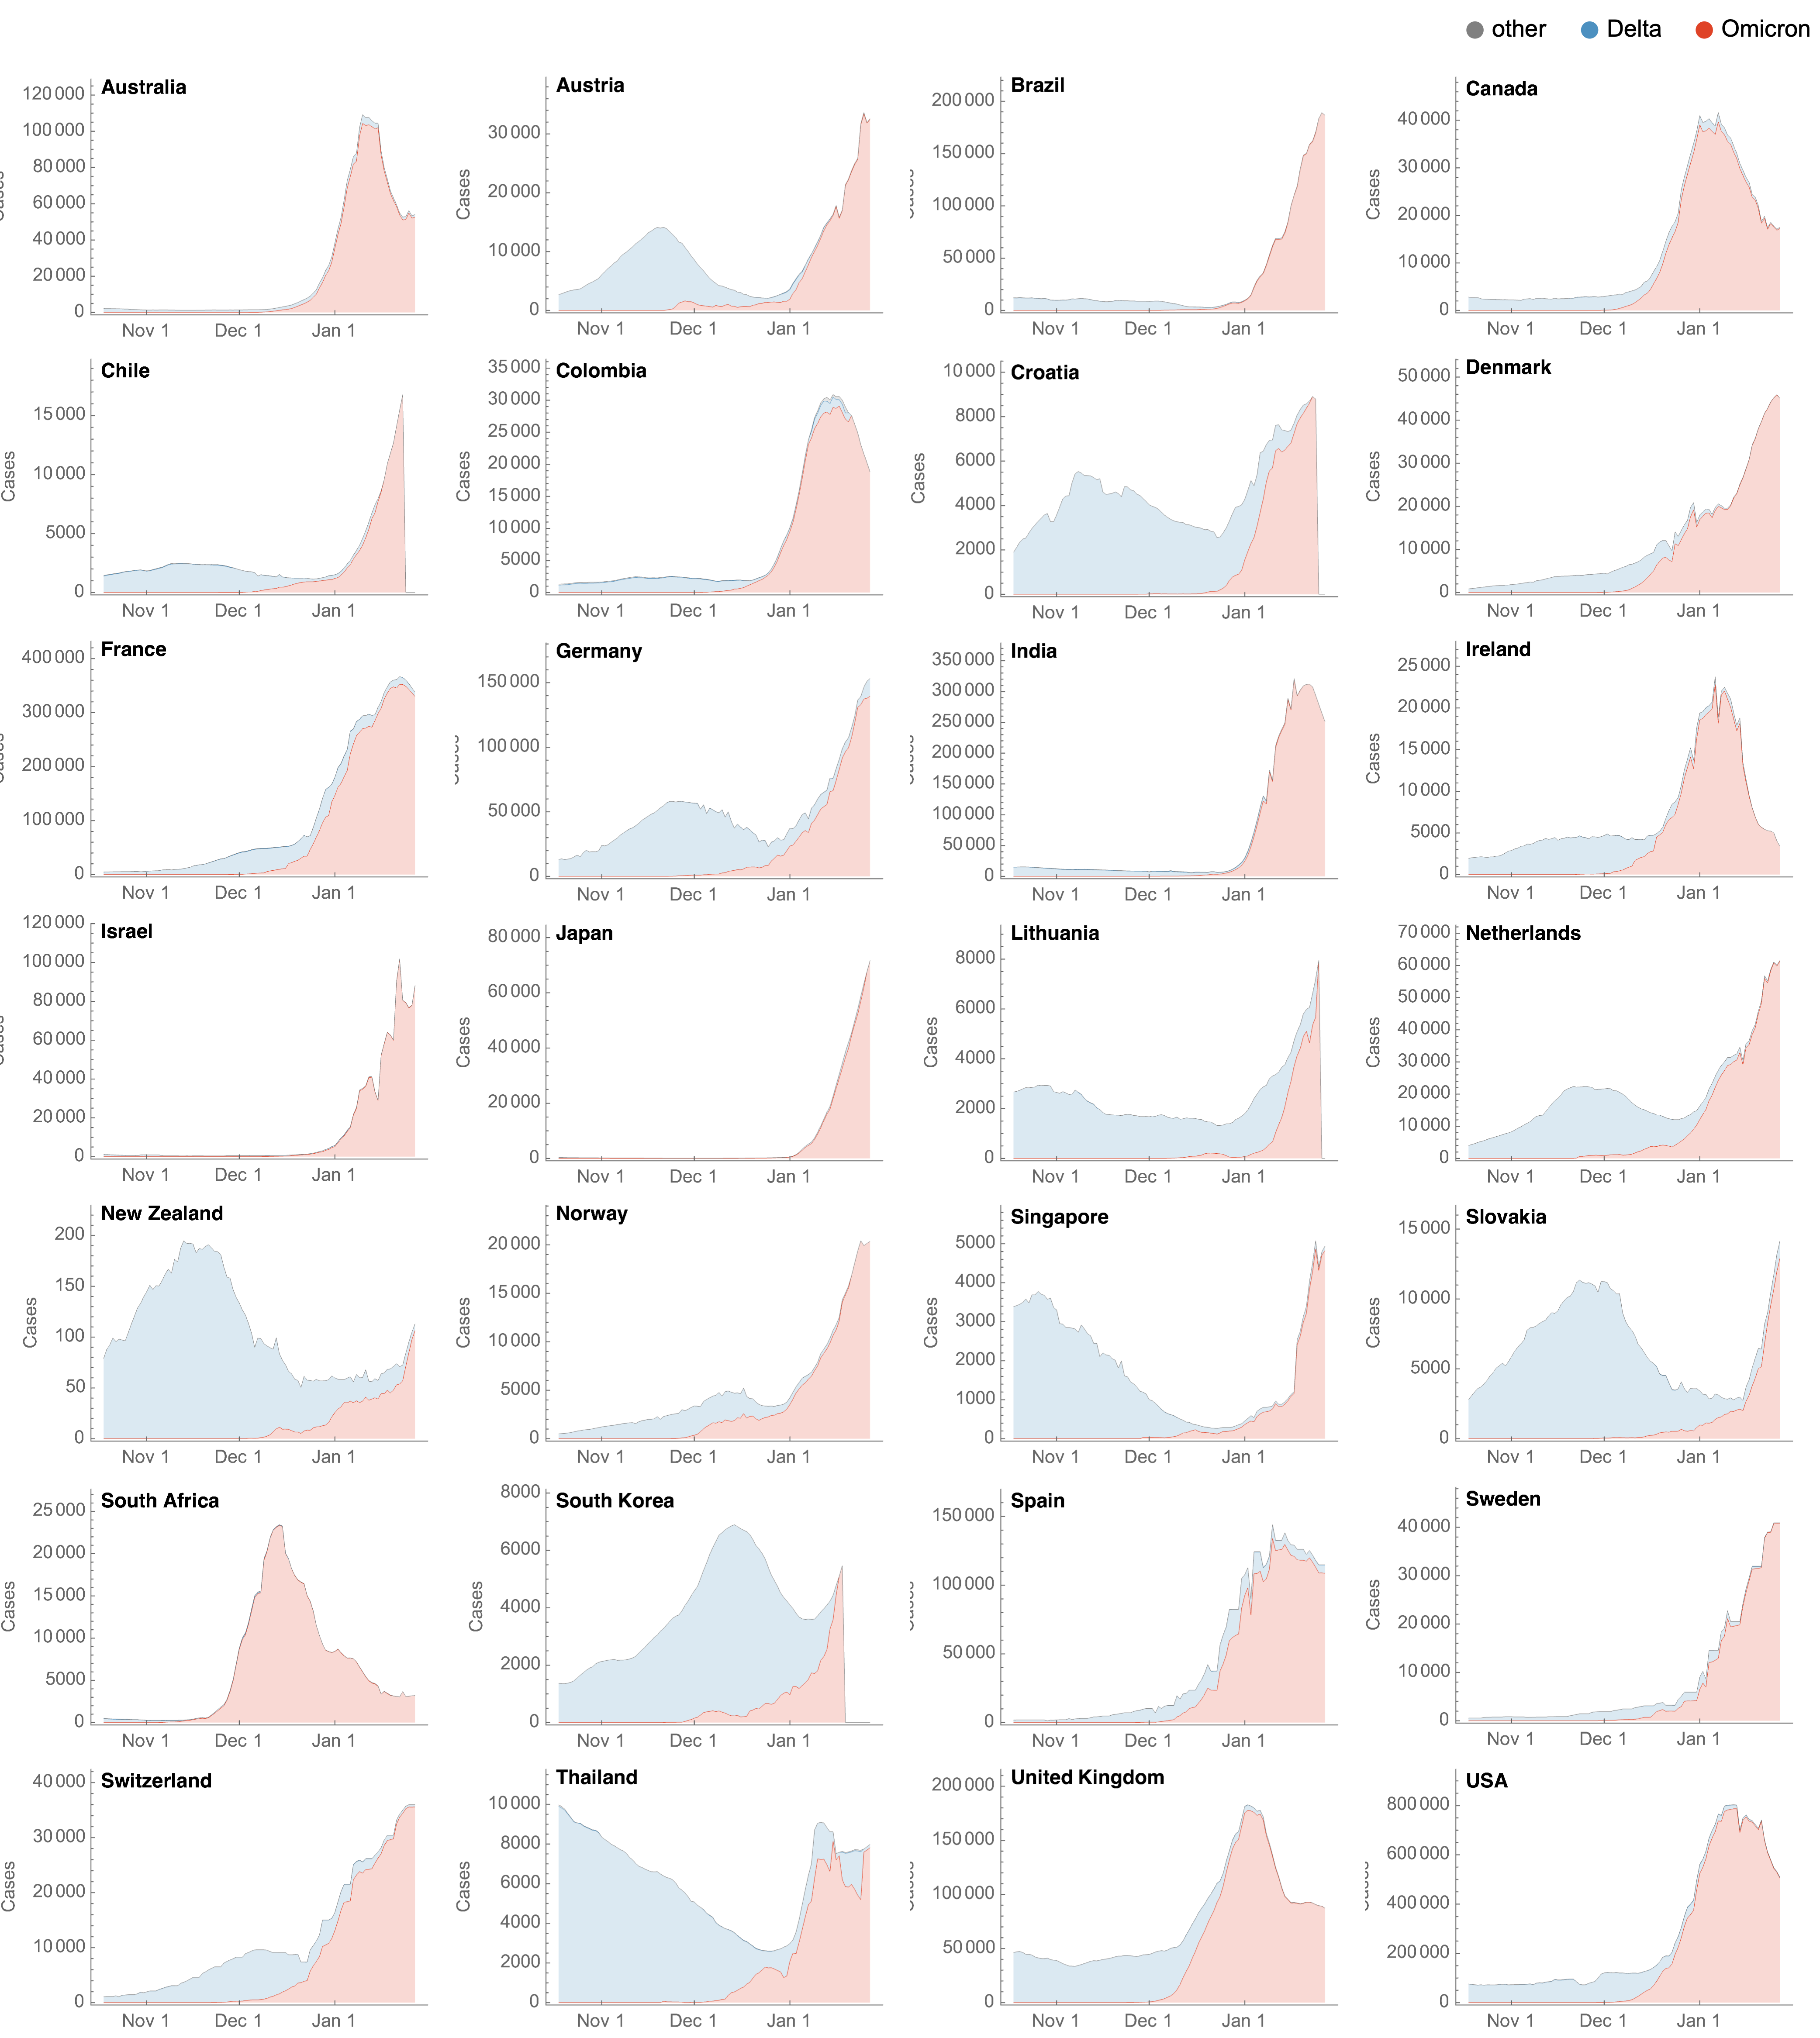 other Delta Omicron
Australia
120 000
100 000
80 000
60 000
40 000
20 000
0
Nov 1 Dec 1 Jan 1
Austria
30 000
20 000
10 000
0
Cases
Nov 1 Dec 1 Jan 1
Brazil
200 000
150 000
100 000
50 000
0
Nov 1 Dec 1 Jan 1
Canada
40 000
30 000
20 000
10 000
0
Cases
Nov 1 Dec 1 Jan 1
Chile
15 000
10 000
5000
0
Cases
Nov 1 Dec 1 Jan 1
Colombia
35 000
30 000
25 000
20 000
15 000
10 000
5000
0
Cases
Nov 1 Dec 1 Jan 1
Croatia
10 000
8000
6000
4000
2000
0
Cases
Nov 1 Dec 1 Jan 1
Denmark
50 000
40 000
30 000
20 000
10 000
0
Cases
Nov 1 Dec 1 Jan 1
France
400 000
300 000
200 000
100 000
0
Nov 1 Dec 1 Jan 1
Germany
150 000
100 000
50 000
0
Nov 1 Dec 1 Jan 1
India
350 000
300 000
250 000
200 000
150 000
100 000
50 000
0
Nov 1 Dec 1 Jan 1
Ireland
25 000
20 000
15 000
10 000
5000
0
Cases
Nov 1 Dec 1 Jan 1
Israel
120 000
100 000
80 000
60 000
40 000
20 000
0
Nov 1 Dec 1 Jan 1
Japan
80 000
60 000
40 000
20 000
0
Cases
Nov 1 Dec 1 Jan 1
Lithuania
8000
6000
4000
2000
0
Cases
Nov 1 Dec 1 Jan 1
Netherlands
70 000
60 000
50 000
40 000
30 000
20 000
10 000
0
Cases
Nov 1 Dec 1 Jan 1
New Zealand
200
150
100
50
0
Cases
Nov 1 Dec 1 Jan 1
Norway
20 000
15 000
10 000
5000
0
Cases
Nov 1 Dec 1 Jan 1
Singapore
5000
4000
3000
2000
1000
0
Cases
Nov 1 Dec 1 Jan 1
Slovakia
15 000
10 000
5000
0
Cases
Nov 1 Dec 1 Jan 1
South Africa
25 000
20 000
15 000
10 000
5000
0
Cases
Nov 1 Dec 1 Jan 1
South Korea
8000
6000
4000
2000
0
Cases
Nov 1 Dec 1 Jan 1
Spain
150 000
100 000
50 000
0
Nov 1 Dec 1 Jan 1
Sweden
40 000
30 000
20 000
10 000
0
Cases
Nov 1 Dec 1 Jan 1
Switzerland
40 000
30 000
20 000
10 000
0
Cases
Nov 1 Dec 1 Jan 1
Thailand
10 000
8000
6000
4000
2000
0
Cases
Nov 1 Dec 1 Jan 1
United Kingdom
200 000
150 000
100 000
50 000
0
Nov 1 Dec 1 Jan 1
USA
800 000
600 000
400 000
200 000
0
Nov 1 Dec 1 Jan 1